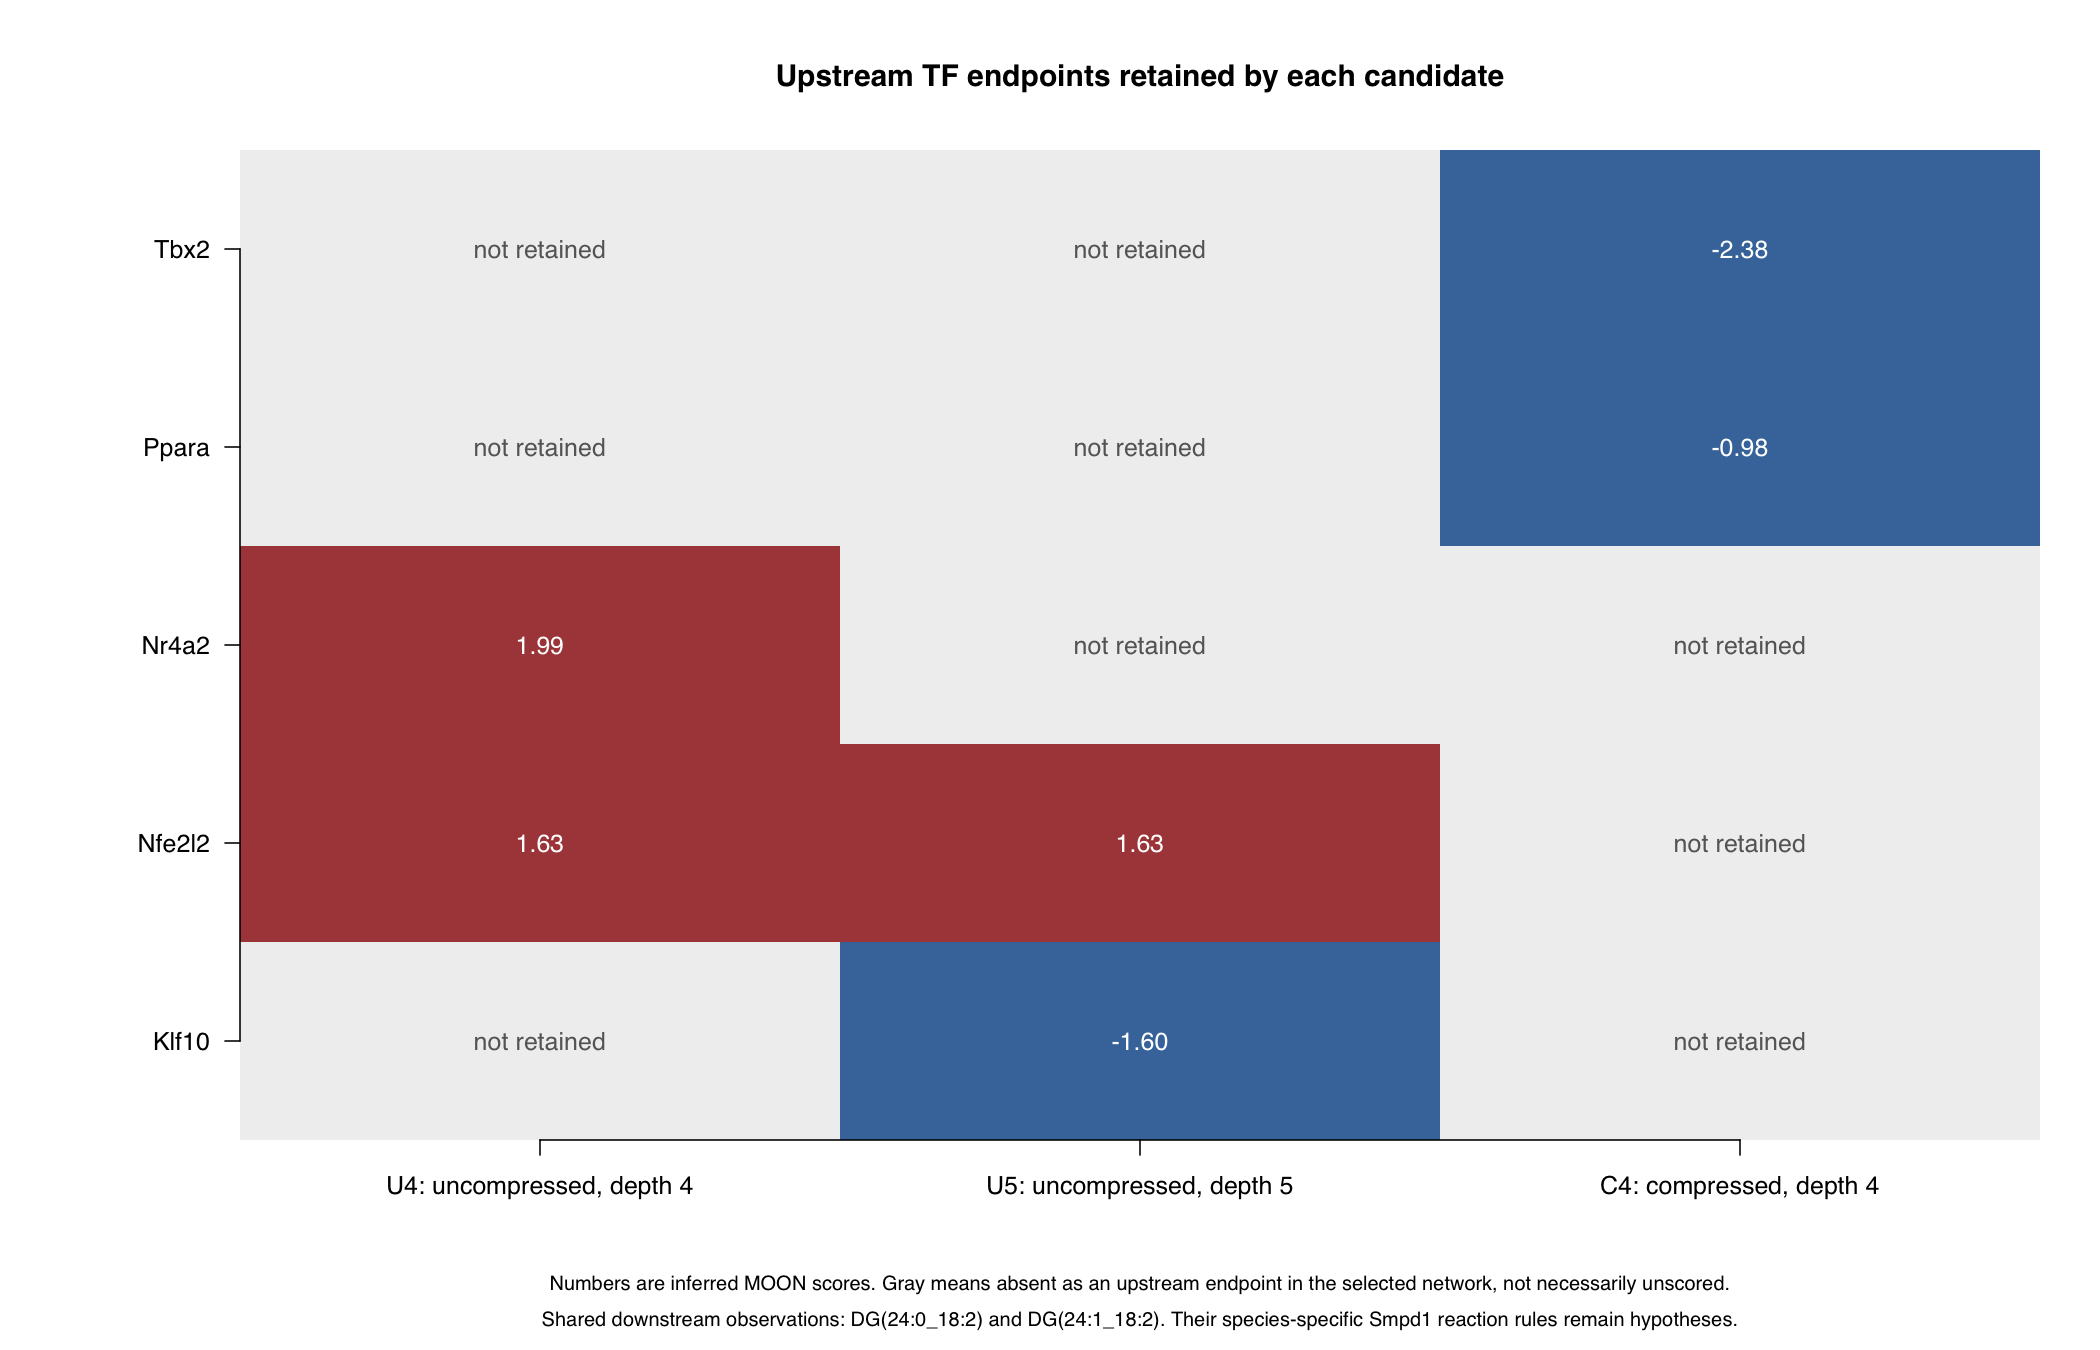 Upstream TF endpoints retained by each candidate
Tbx2 not retained not retained -2.38
Ppara not retained not retained -0.98
Nr4a2 1.99 not retained not retained
Nfe2l2 1.63 1.63 not retained
Klf10 not retained -1.60 not retained
U4: uncompressed, depth 4 U5: uncompressed, depth 5 C4: compressed, depth 4
Numbers are inferred MOON scores. Gray means absent as an upstream endpoint in the selected network, not necessarily unscored.
Shared downstream observations: DG(24:0_18:2) and DG(24:1_18:2). Their species-specific Smpd1 reaction rules remain hypotheses.